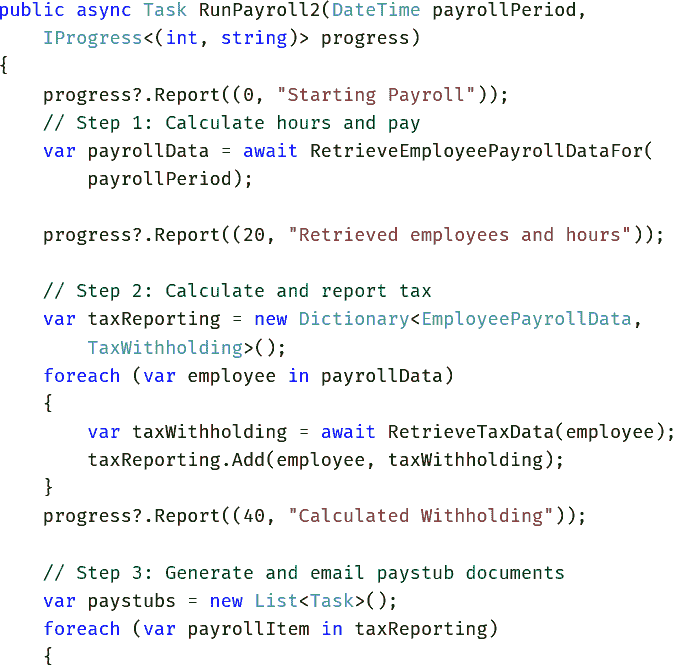 public async Task RunPayroll2(DateTime payrollPeriod,
    IProgress<(int, string)> progress)
{
    progress?.Report((0, "Starting Payroll"));
    // Step 1: Calculate hours and pay
    var payrollData = await RetrieveEmployeePayrollDataFor(
        payrollPeriod);

    progress?.Report((20, "Retrieved employees and hours"));

    // Step 2: Calculate and report tax
    var taxReporting = new Dictionary<EmployeePayrollData,
        TaxWithholding>();
    foreach (var employee in payrollData)
    {
        var taxWithholding = await RetrieveTaxData(employee);
        taxReporting.Add(employee, taxWithholding);
    }
    progress?.Report((40, "Calculated Withholding"));

    // Step 3: Generate and email paystub documents
    var paystubs = new List<Task>();
    foreach (var payrollItem in taxReporting)
    {